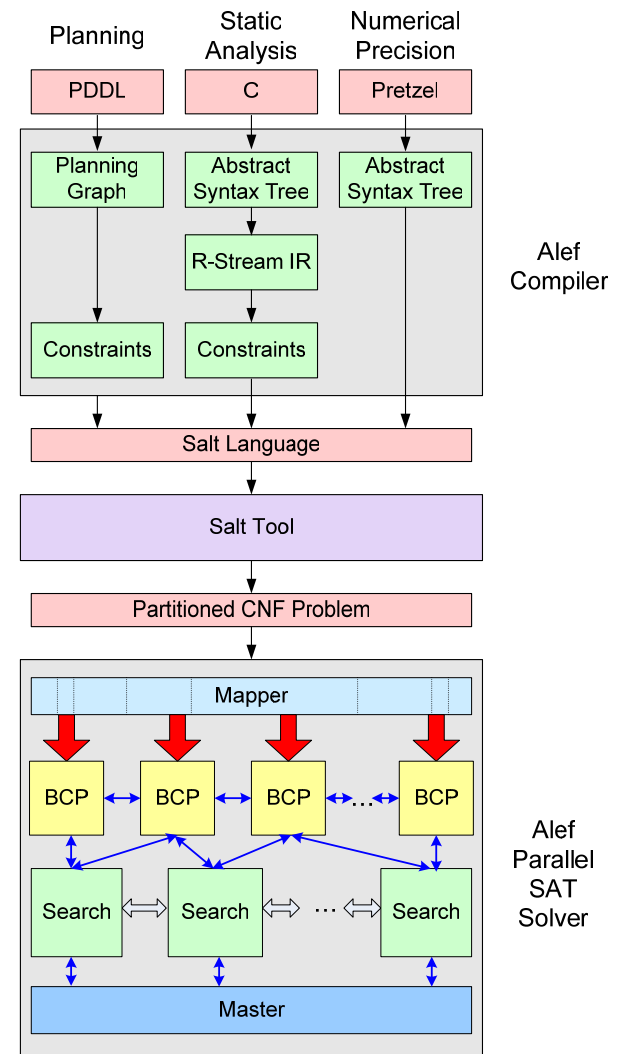 Planning
Static
Analysis
Numerical
Precision
PDDL
C
Pretzel
Planning
Graph
Abstract
Syntax Tree
Abstract
Syntax Tree
R-Stream IR
Constraints
Constraints
Alef
Compiler
Salt Language
Salt Tool
Partitioned CNF Problem
Mapper
BCP
BCP
BCP
...
BCP
Search
Search
...
Search
Master
Alef
Parallel
SAT
Solver